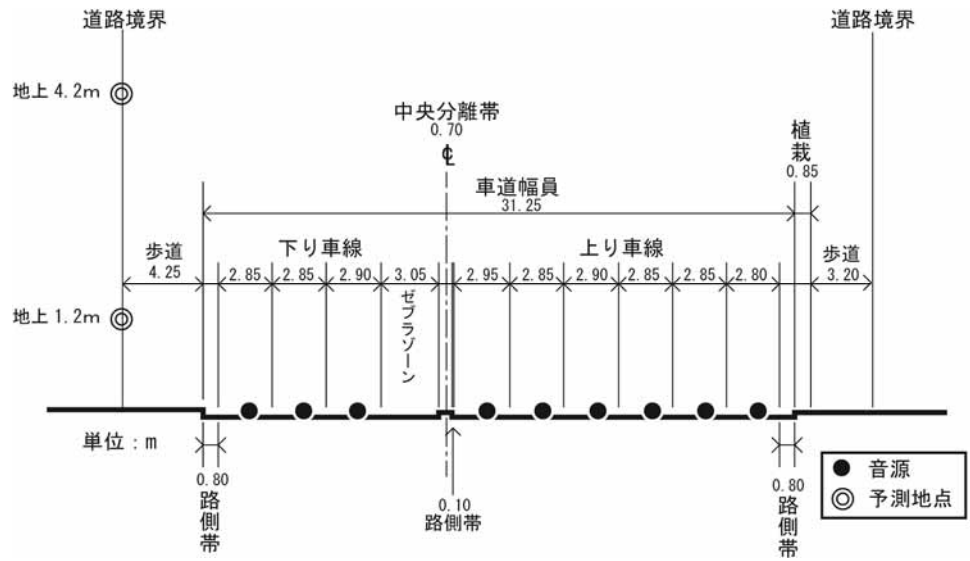 道路境界
道路境界
地上 4.2m
中央分離帯
0.70
℄
植栽
0.85
車道幅員
31.25
歩道
4.25
下り車線
上り車線
歩道
3.20
2.85
2.85
2.90
3.05
2.95
2.85
2.90
2.85
2.85
2.80
ゼブラゾーン
地上 1.2m
単位：m
0.80
路側帯
0.10
路側帯
0.80
路側帯
音源
予測地点